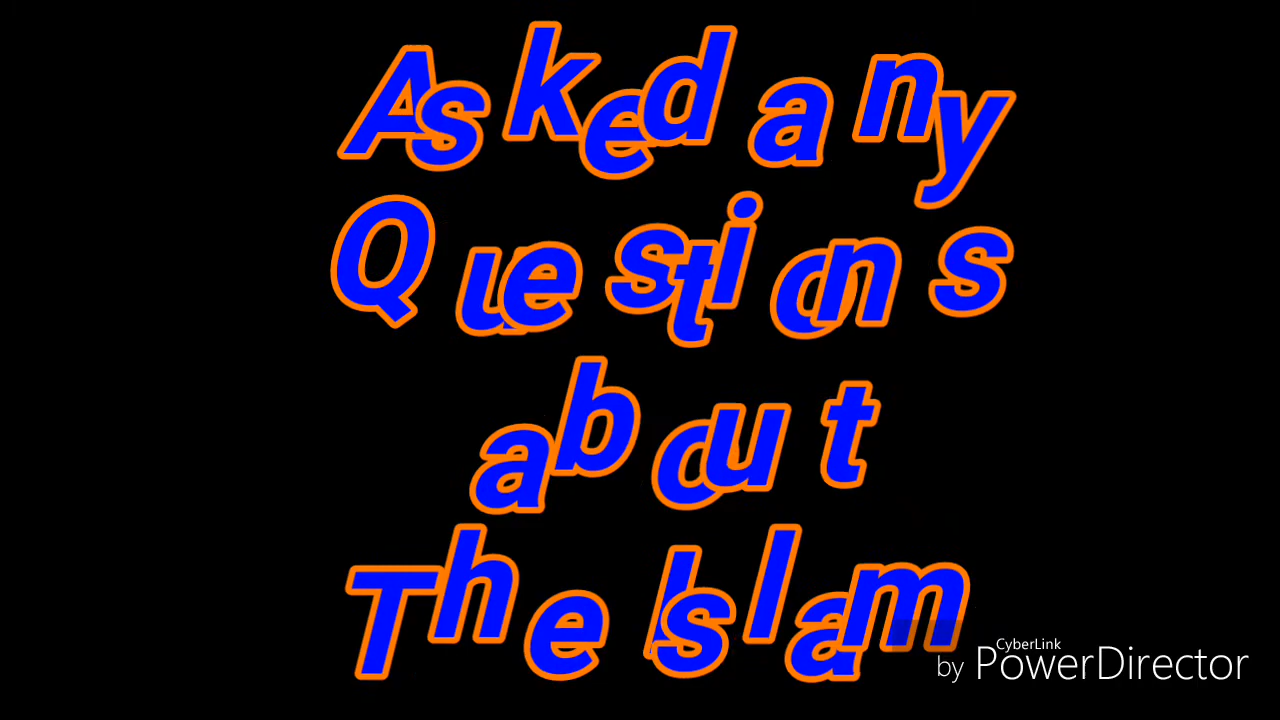 Asked any
Questions
about
The Islam
CyberLink
by PowerDirector